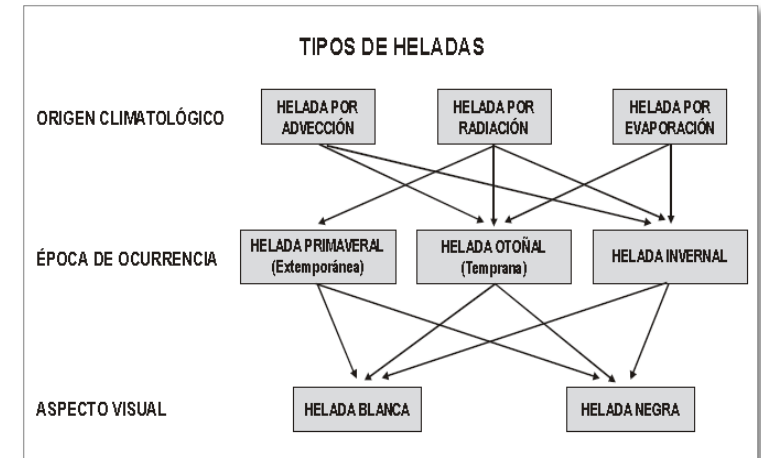 TIPOS DE HELADAS
ORIGEN CLIMATOLÓGICO
HELADA POR
ADVECCIÓN
HELADA POR
RADIACIÓN
HELADA POR
EVAPORACIÓN
ÉPOCA DE OCURRENCIA
HELADA PRIMAVERAL
(Extemporánea)
HELADA OTOÑAL
(Temprana)
HELADA INVERNAL
ASPECTO VISUAL
HELADA BLANCA
HELADA NEGRA